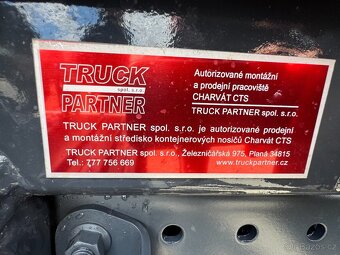 TRUCK
spol. s.r.o.
PARTNER
Autorizované montážní
a prodejní pracoviště
CHARVÁT CTS
TRUCK PARTNER spol. s.r.o.
TRUCK PARTNER spol. s.r.o. je autorizované prodejní
a montážní středisko kontejnerových nosičů Charvát CTS
TRUCK PARTNER spol. s.r.o., Železničářská 975, Planá 34815
Tel.: 777 756 669
www.truckpartner.cz